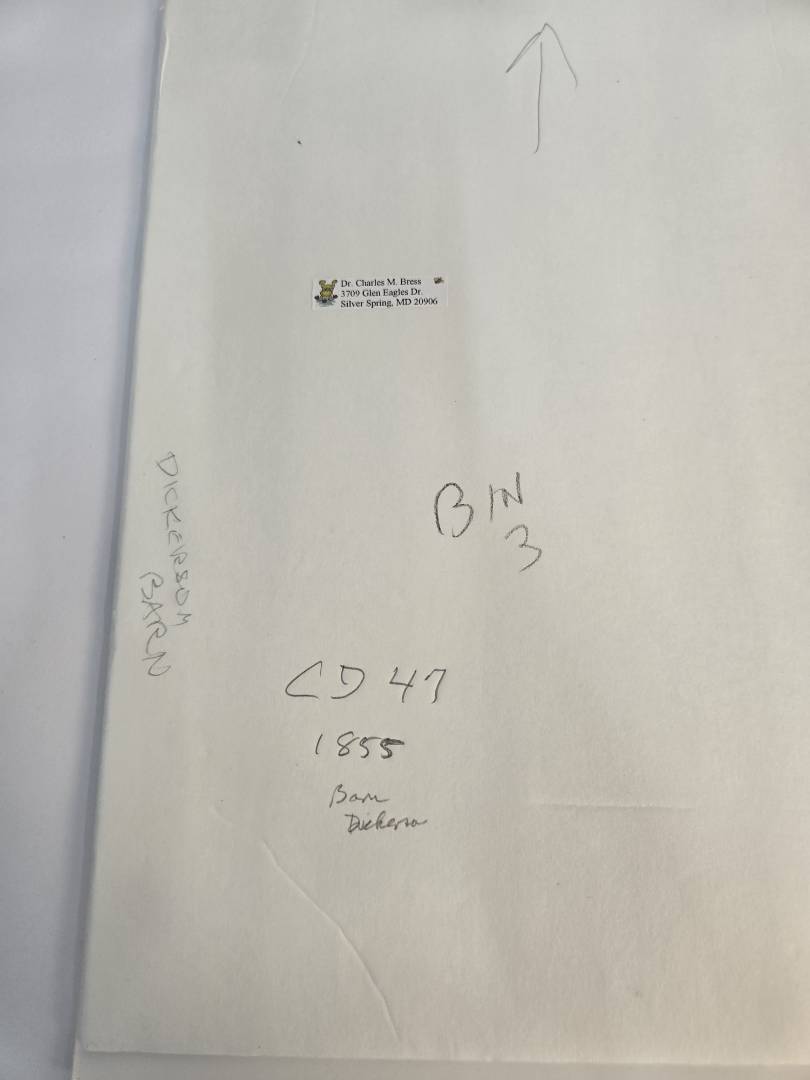 Dr. Charles M. Bress
3709 Glen Eagles Dr.
Silver Spring, MD 20906
BIN
3
DICKERSON
BARN
CD 47
1855
Barn
Dickerson